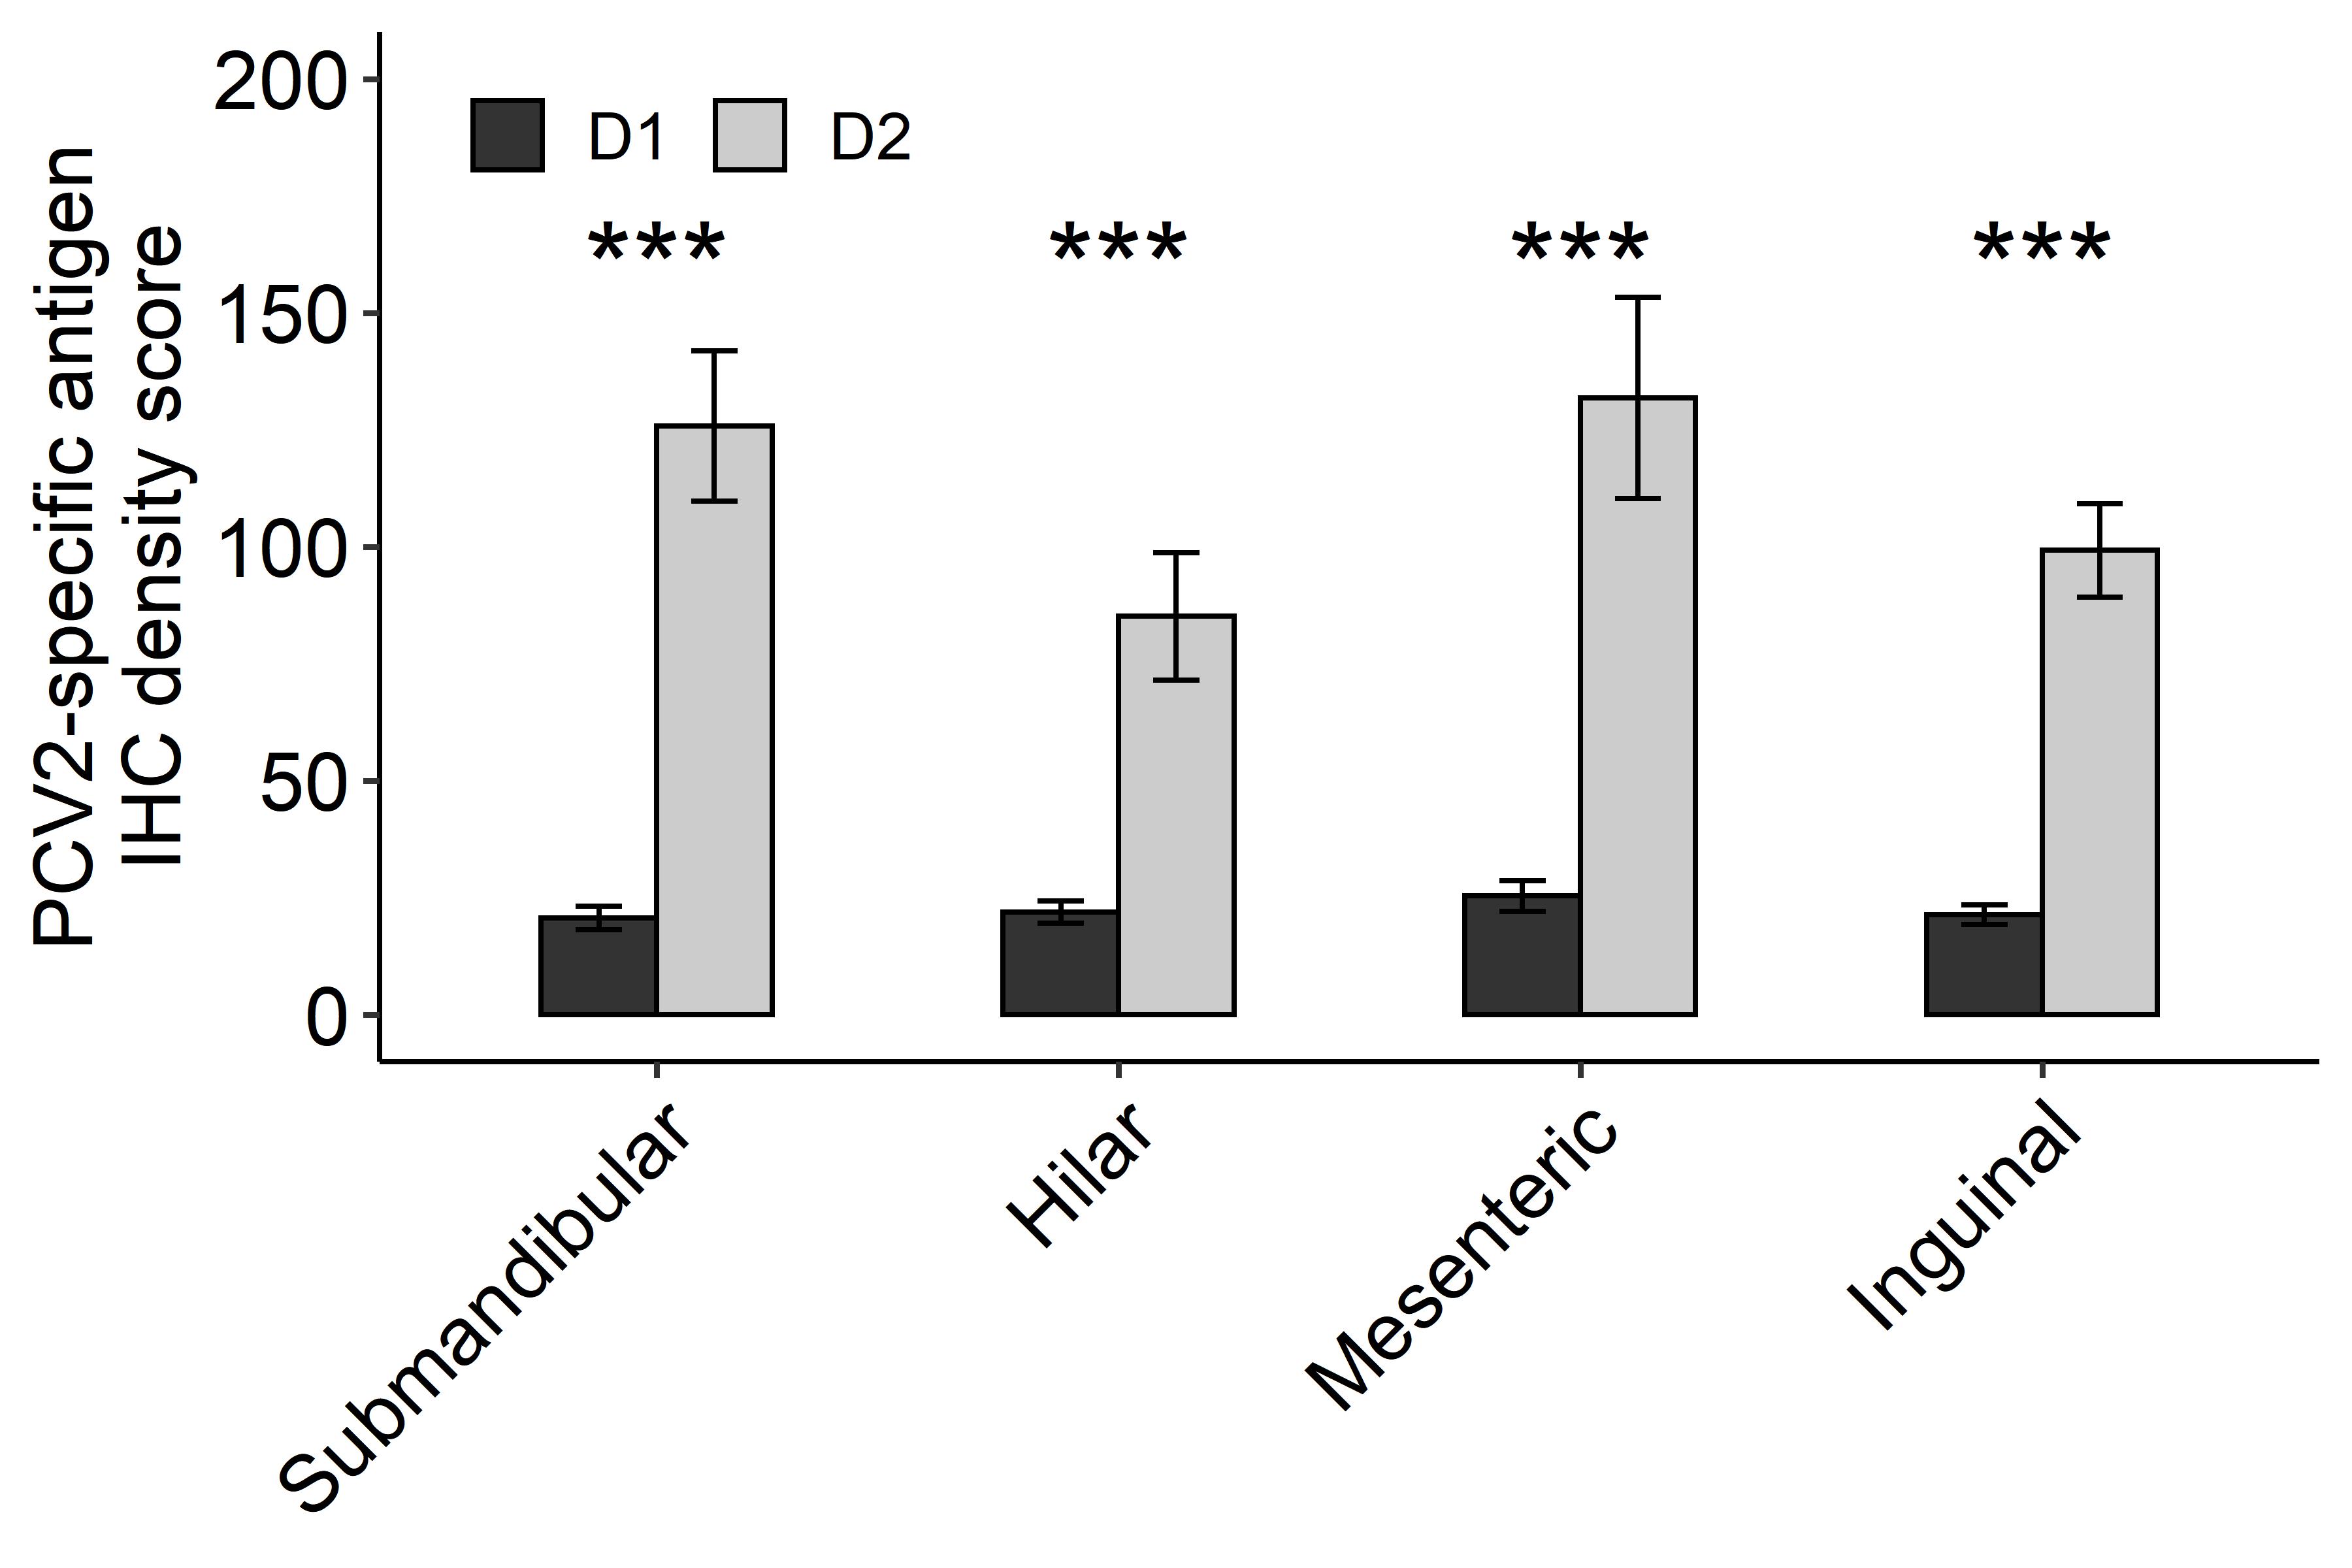 PCV2-specific antigen
IHC density score
200
150
100
50
0
D1 D2
*** *** *** ***
Submandibular
Hilar
Mesenteric
Inguinal